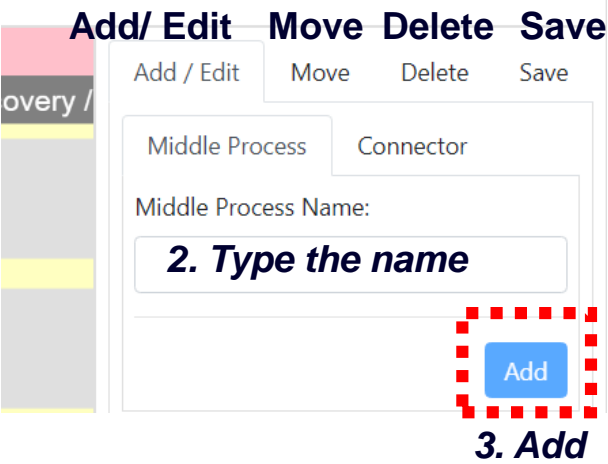 Add/ Edit Move Delete Save
Add / Edit Move Delete Save
overy /
Middle Process Connector
Middle Process Name:
2. Type the name
Add
3. Add